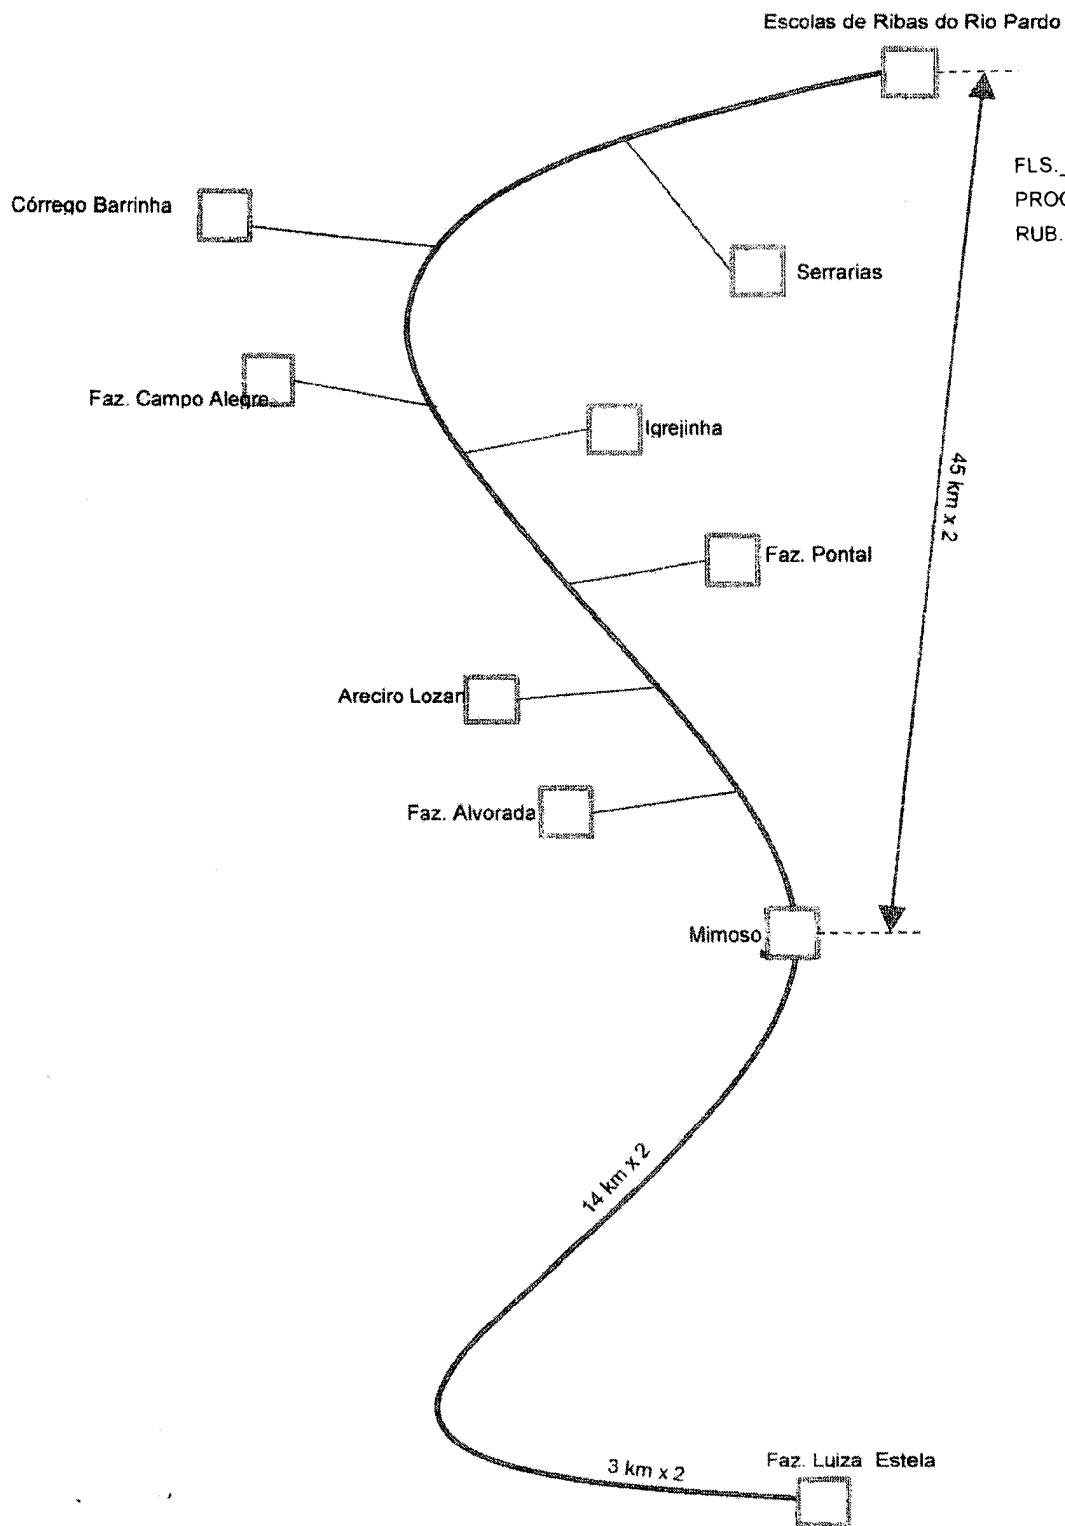 Escolas de Ribas do Rio Pardo
FLS._
PROC
RUB.
Córrego Barrinha
Serrarias
Faz. Campo Alegre
Igrejinha
45 km x 2
Faz. Pontal
Areciro Lozan
Faz. Alvorada
Mimoso
14 km x 2
3 km x 2
Faz. Luiza Estela